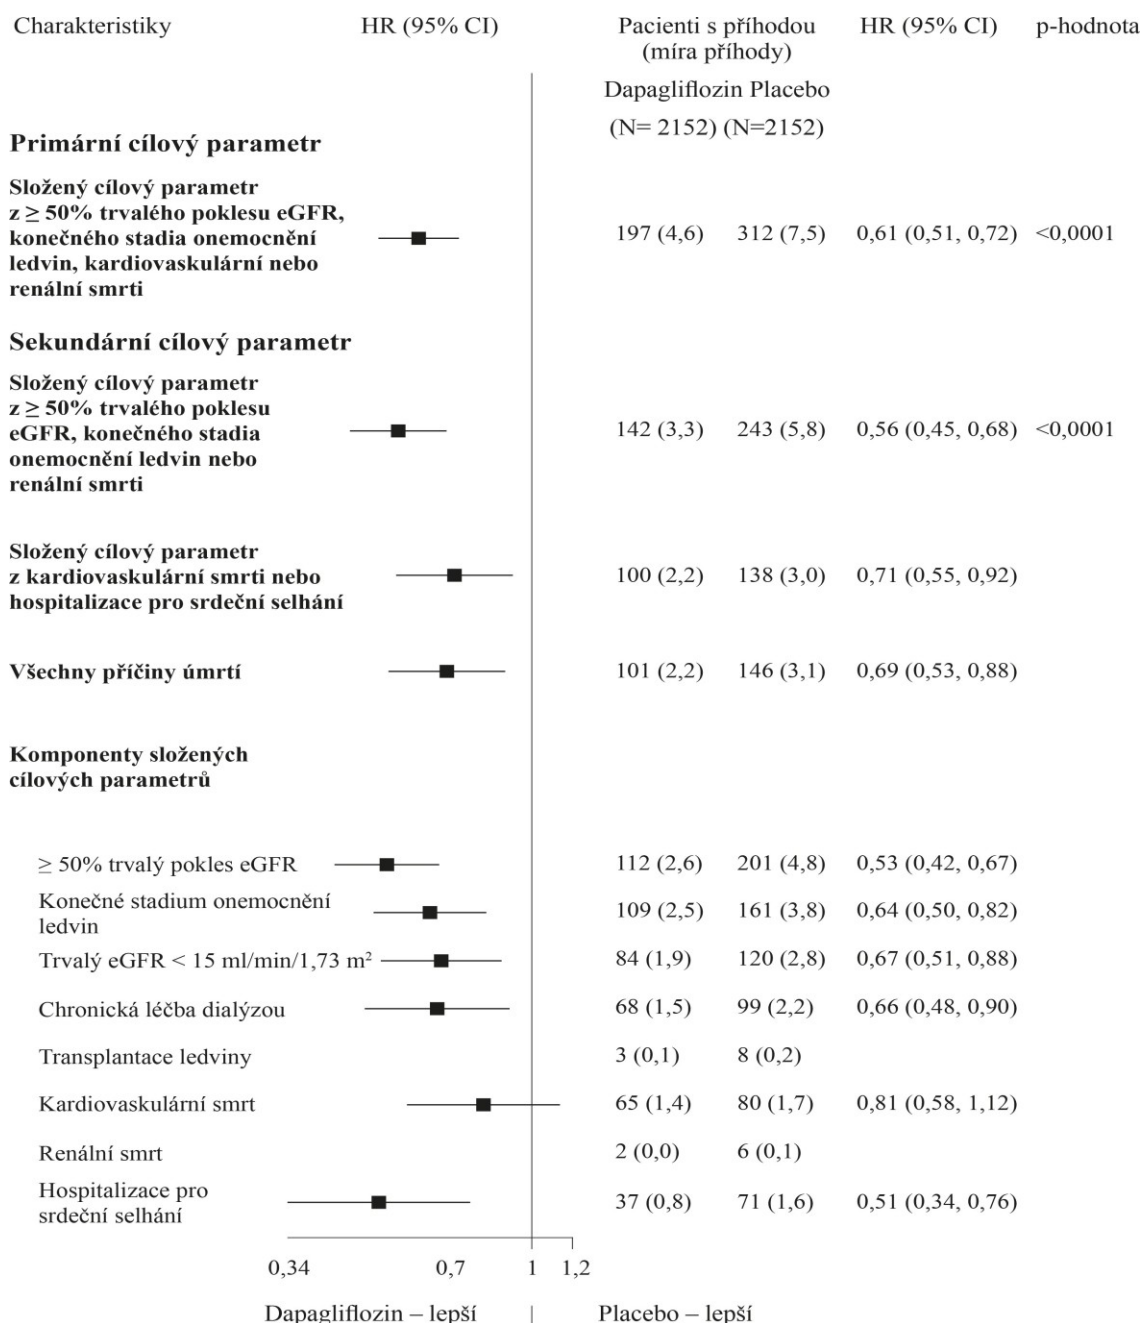 Charakteristiky HR (95% CI) Pacienti s příhodou HR (95% CI) p-hodnota
(míra příhody)
Dapagliflozin Placebo
(N= 2152) (N=2152)
Primární cílový parametr
Složený cílový parametr
z ≥ 50% trvalého poklesu eGFR,
konečného stadia onemocnění 197 (4,6) 312 (7,5) 0,61 (0,51, 0,72) <0,0001
ledvin, kardiovaskulární nebo
renální smrti
Sekundární cílový parametr
Složený cílový parametr
z ≥ 50% trvalého poklesu
eGFR, konečného stadia 142 (3,3) 243 (5,8) 0,56 (0,45, 0,68) <0,0001
onemocnění ledvin nebo
renální smrti
Složený cílový parametr
z kardiovaskulární smrti nebo 100 (2,2) 138 (3,0) 0,71 (0,55, 0,92)
hospitalizace pro srdeční selhání
Všechny příčiny úmrtí 101 (2,2) 146 (3,1) 0,69 (0,53, 0,88)
Komponenty složených
cílových parametrů
≥ 50% trvalý pokles eGFR 112 (2,6) 201 (4,8) 0,53 (0,42, 0,67)
Konečné stadium onemocnění 109 (2,5) 161 (3,8) 0,64 (0,50, 0,82)
ledvin
Trvalý eGFR < 15 ml/min/1,73 m² 84 (1,9) 120 (2,8) 0,67 (0,51, 0,88)
Chronická léčba dialýzou 68 (1,5) 99 (2,2) 0,66 (0,48, 0,90)
Transplantace ledviny 3 (0,1) 8 (0,2)
Kardiovaskulární smrt 65 (1,4) 80 (1,7) 0,81 (0,58, 1,12)
Renální smrt 2 (0,0) 6 (0,1)
Hospitalizace pro 37 (0,8) 71 (1,6) 0,51 (0,34, 0,76)
srdeční selhání
0,34 0,7 1 1,2
Dapagliflozin – lepší Placebo – lepší